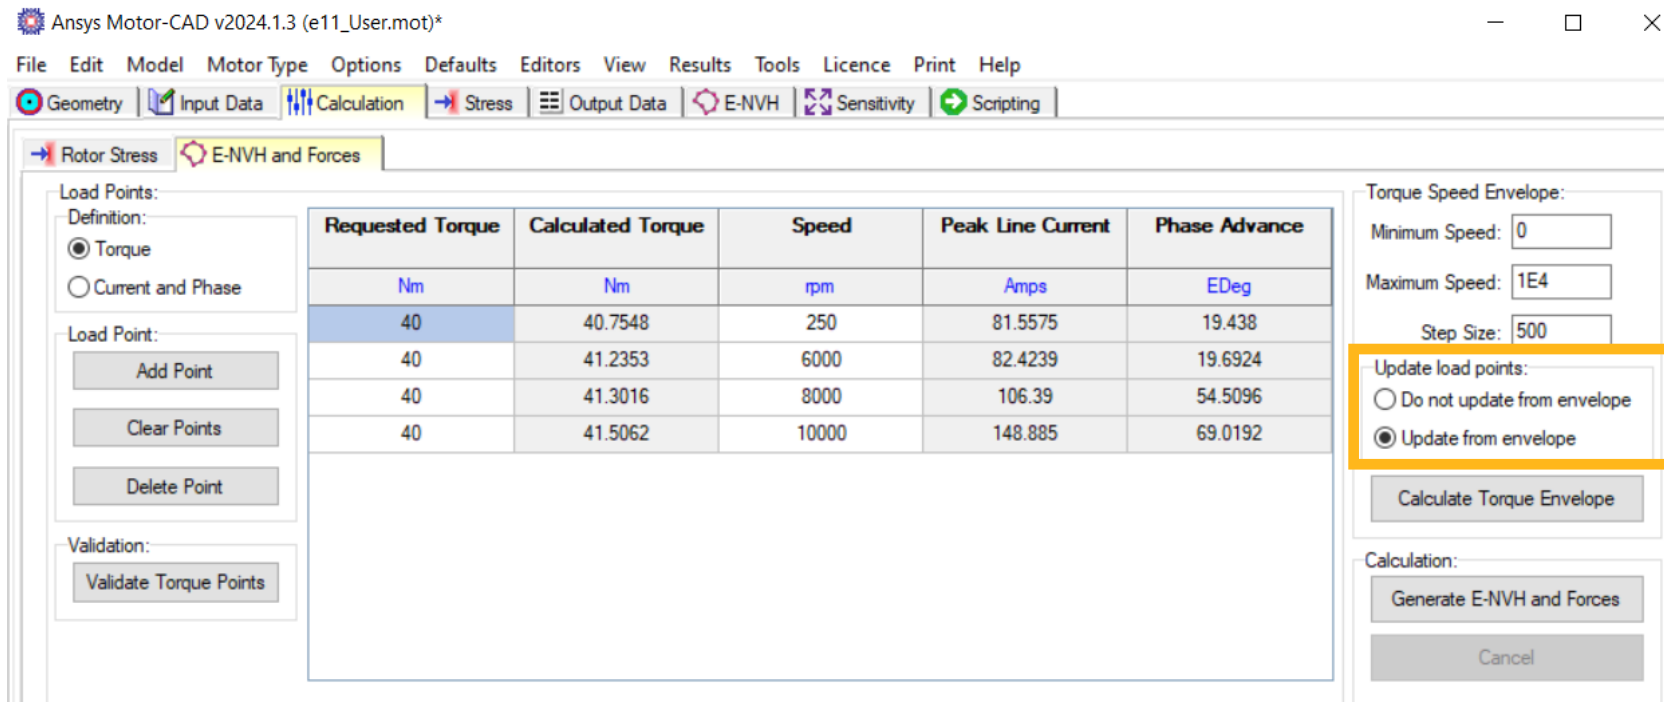 Ansys Motor-CAD v2024.1.3 (e11_User.mot)*
File Edit Model Motor Type Options Defaults Editors View Results Tools Licence Print Help
Geometry Input Data Calculation Stress Output Data E-NVH Sensitivity Scripting
Rotor Stress E-NVH and Forces
Load Points:
Definition:
Torque
Current and Phase
Load Point:
Add Point
Clear Points
Delete Point
Validation:
Validate Torque Points
Requested Torque Calculated Torque Speed Peak Line Current Phase Advance
Nm Nm rpm Amps EDeg
40 40.7548 250 81.5575 19.438
40 41.2353 6000 82.4239 19.6924
40 41.3016 8000 106.39 54.5096
40 41.5062 10000 148.885 69.0192
Torque Speed Envelope:
Minimum Speed: 0
Maximum Speed: 1E4
Step Size: 500
Update load points:
Do not update from envelope
Update from envelope
Calculate Torque Envelope
Calculation:
Generate E-NVH and Forces
Cancel